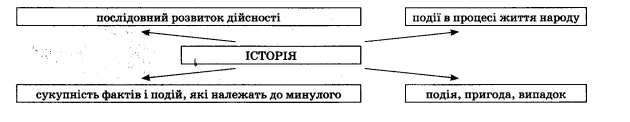 послідовний розвиток дійсності
події в процесі життя народу
ІСТОРІЯ
сукупність фактів і подій, які належать до минулого
подія, пригода, випадок